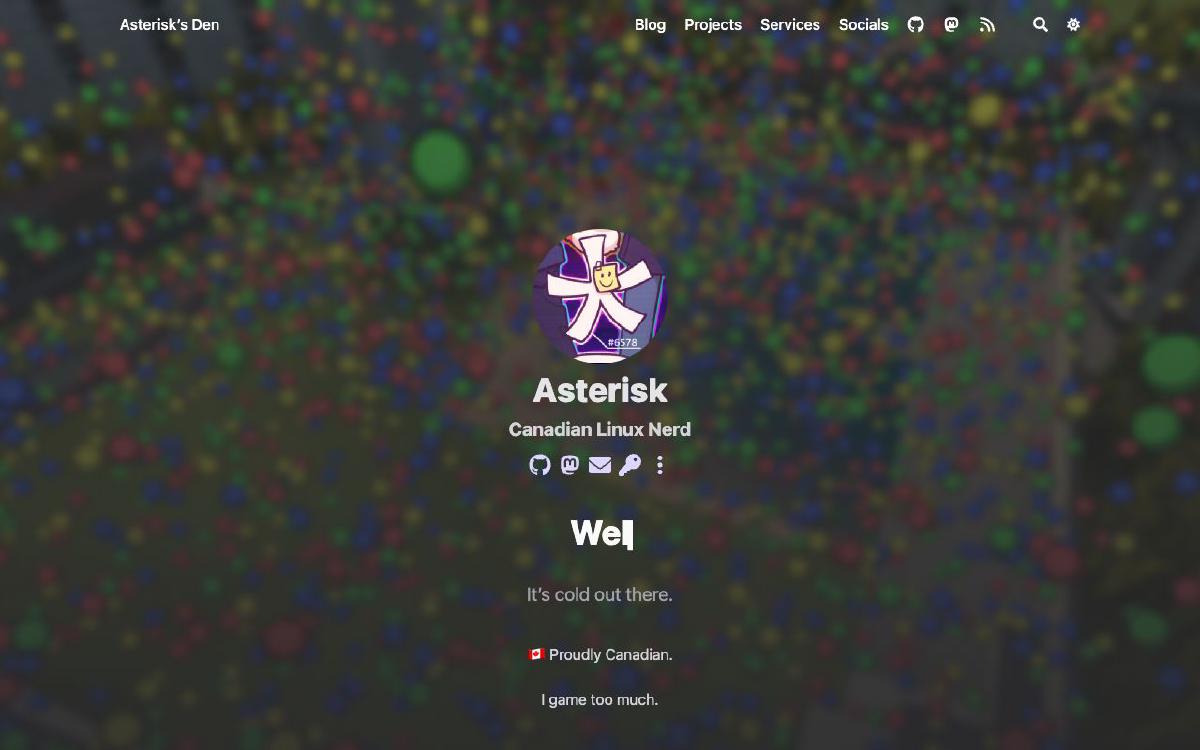 Asterisk's Den
Blog Projects Services Socials
#6578
Asterisk
Canadian Linux Nerd
Wel
It's cold out there.
🇨🇦 Proudly Canadian.
I game too much.